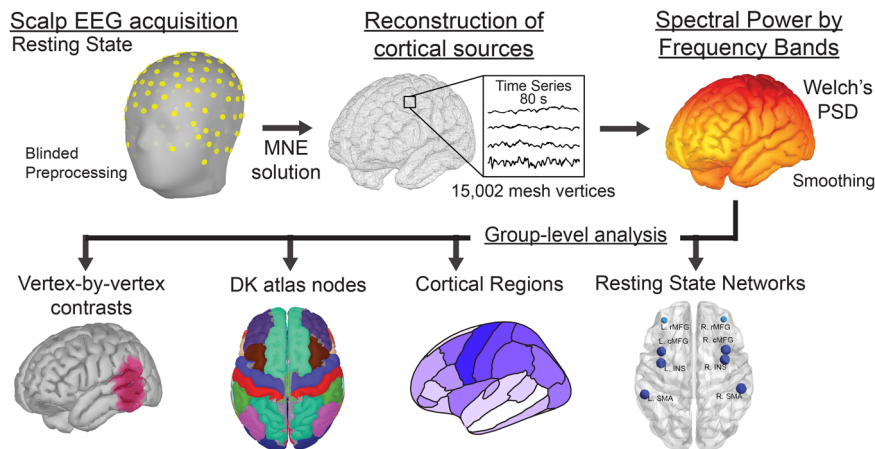 Scalp EEG acquisition
Resting State
Blinded
Preprocessing
MNE
solution
Reconstruction of
cortical sources
Time Series
80 s
15,002 mesh vertices
Spectral Power by
Frequency Bands
Welch's
PSD
Smoothing
Group-level analysis
Vertex-by-vertex
contrasts
DK atlas nodes
Cortical Regions
Resting State Networks
L. rMFG
R. rMFG
L. cMFG
R. cMFG
L. INS
R. INS
L. SMA
R. SMA